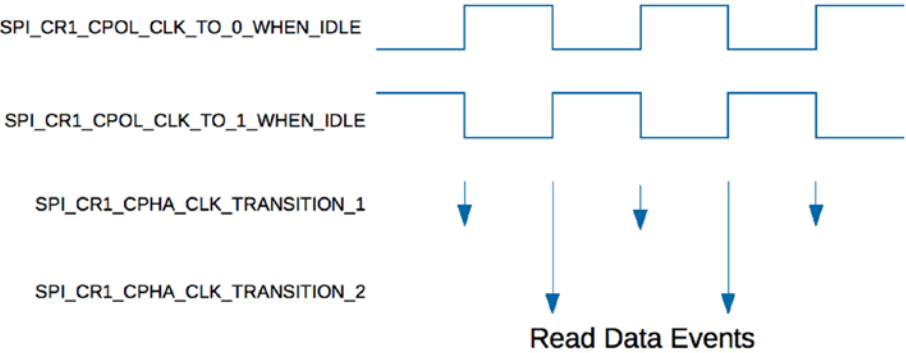 SPI_CR1_CPOL_CLK_TO_0_WHEN_IDLE
SPI_CR1_CPOL_CLK_TO_1_WHEN_IDLE
SPI_CR1_CPHA_CLK_TRANSITION_1
SPI_CR1_CPHA_CLK_TRANSITION_2
Read Data Events